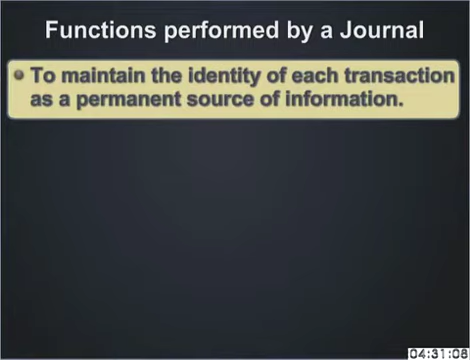 Functions performed by a Journal
To maintain the identity of each transaction
as a permanent source of information.
04:31:08